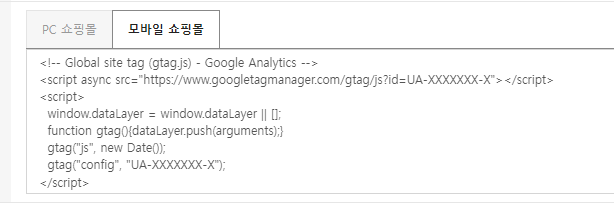 PC 쇼핑몰
모바일 쇼핑몰
<!-- Global site tag (gtag.js) - Google Analytics -->
<script async src="https://www.googletagmanager.com/gtag/js?id=UA-XXXXXXX-X"></script>
<script>
window.dataLayer = window.dataLayer || [];
function gtag(){dataLayer.push(arguments);}
gtag("js", new Date());
gtag("config", "UA-XXXXXXX-X");
</script>